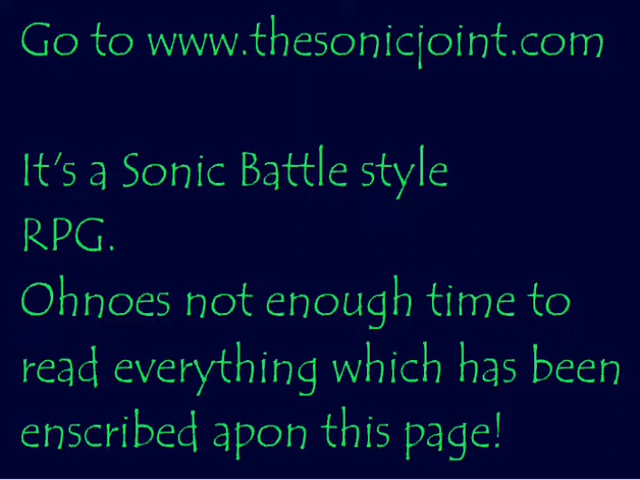 Go to www.thesonicjoint.com
It's a Sonic Battle style
RPG.
Ohnoes not enough time to
read everything which has been
enscribed apon this page!